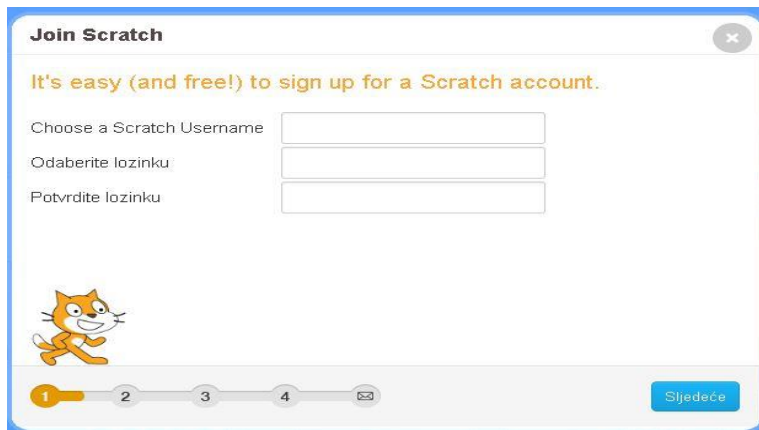 Join Scratch
It's easy (and free!) to sign up for a Scratch account.
Choose a Scratch Username
Odaberite lozinku
Potvrdite lozinku
1 2 3 4
Sljedeće